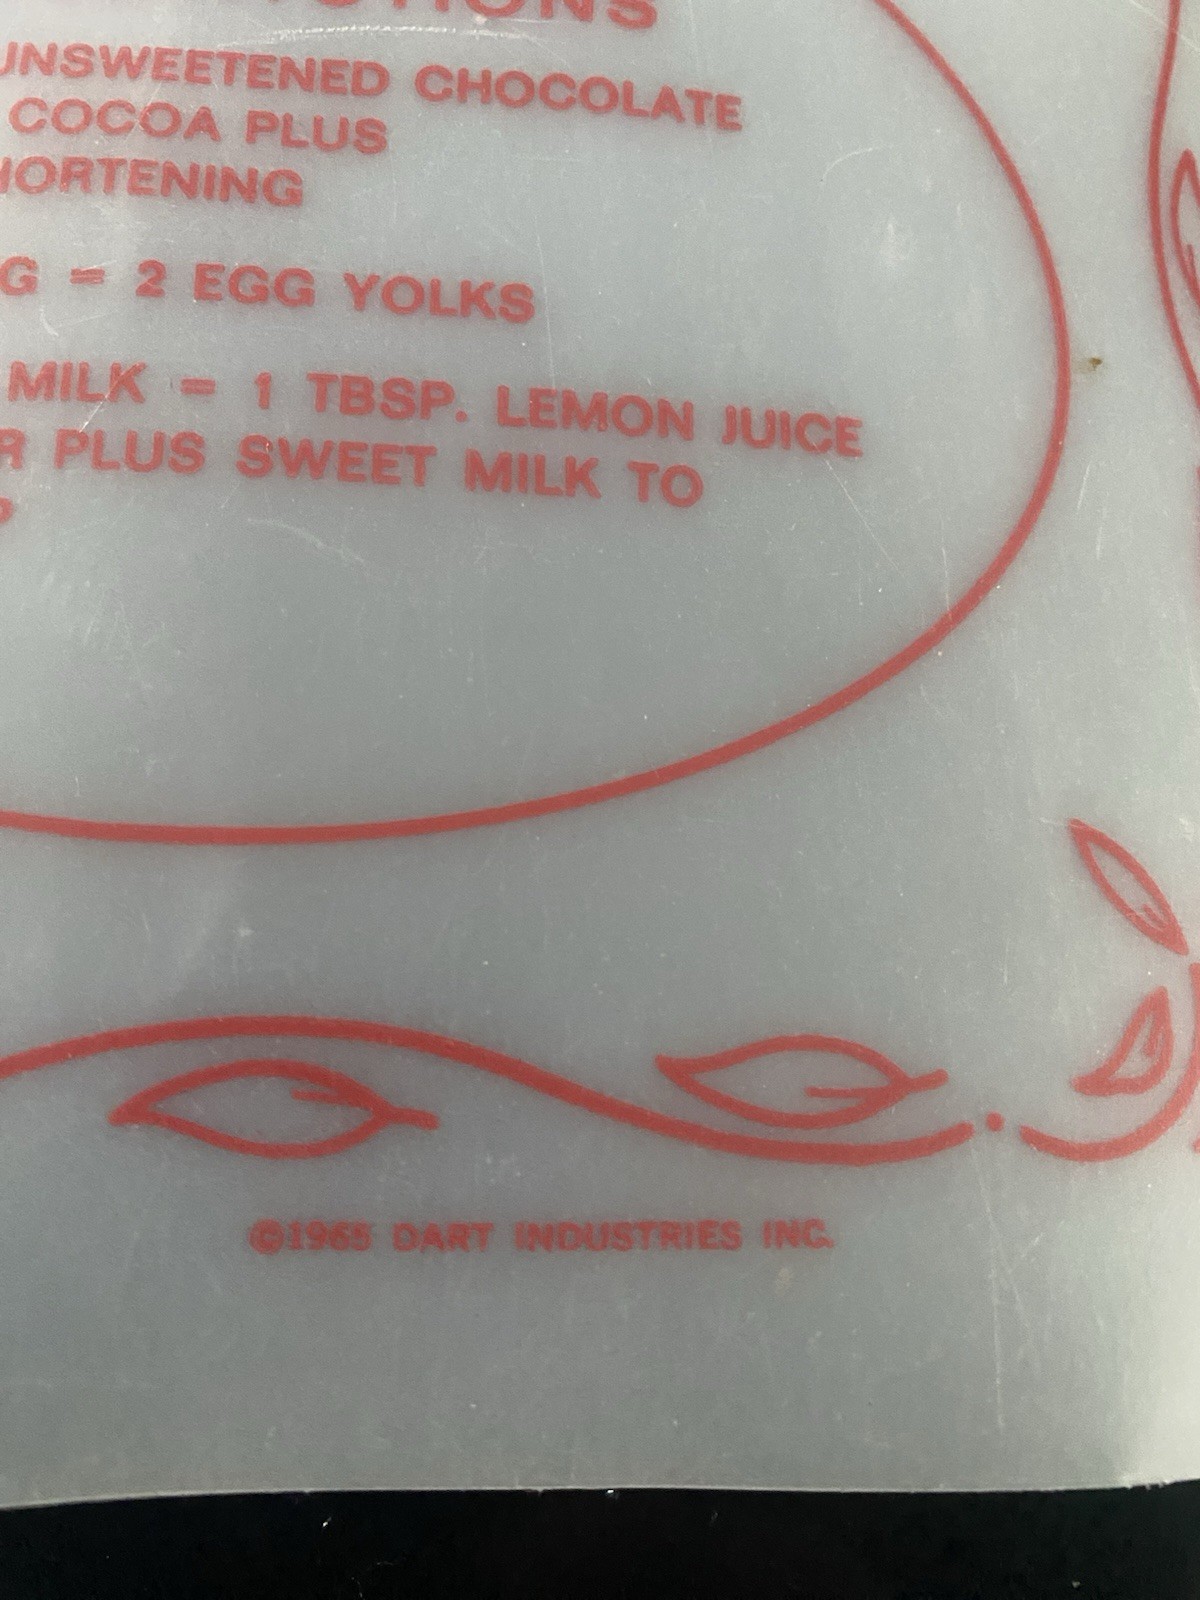 UNSWEETENED CHOCOLATE
COCOA PLUS
HORTENING
G = 2 EGG YOLKS
MILK = 1 TBSP. LEMON JUICE
R PLUS SWEET MILK TO
©1965 DART INDUSTRIES INC.